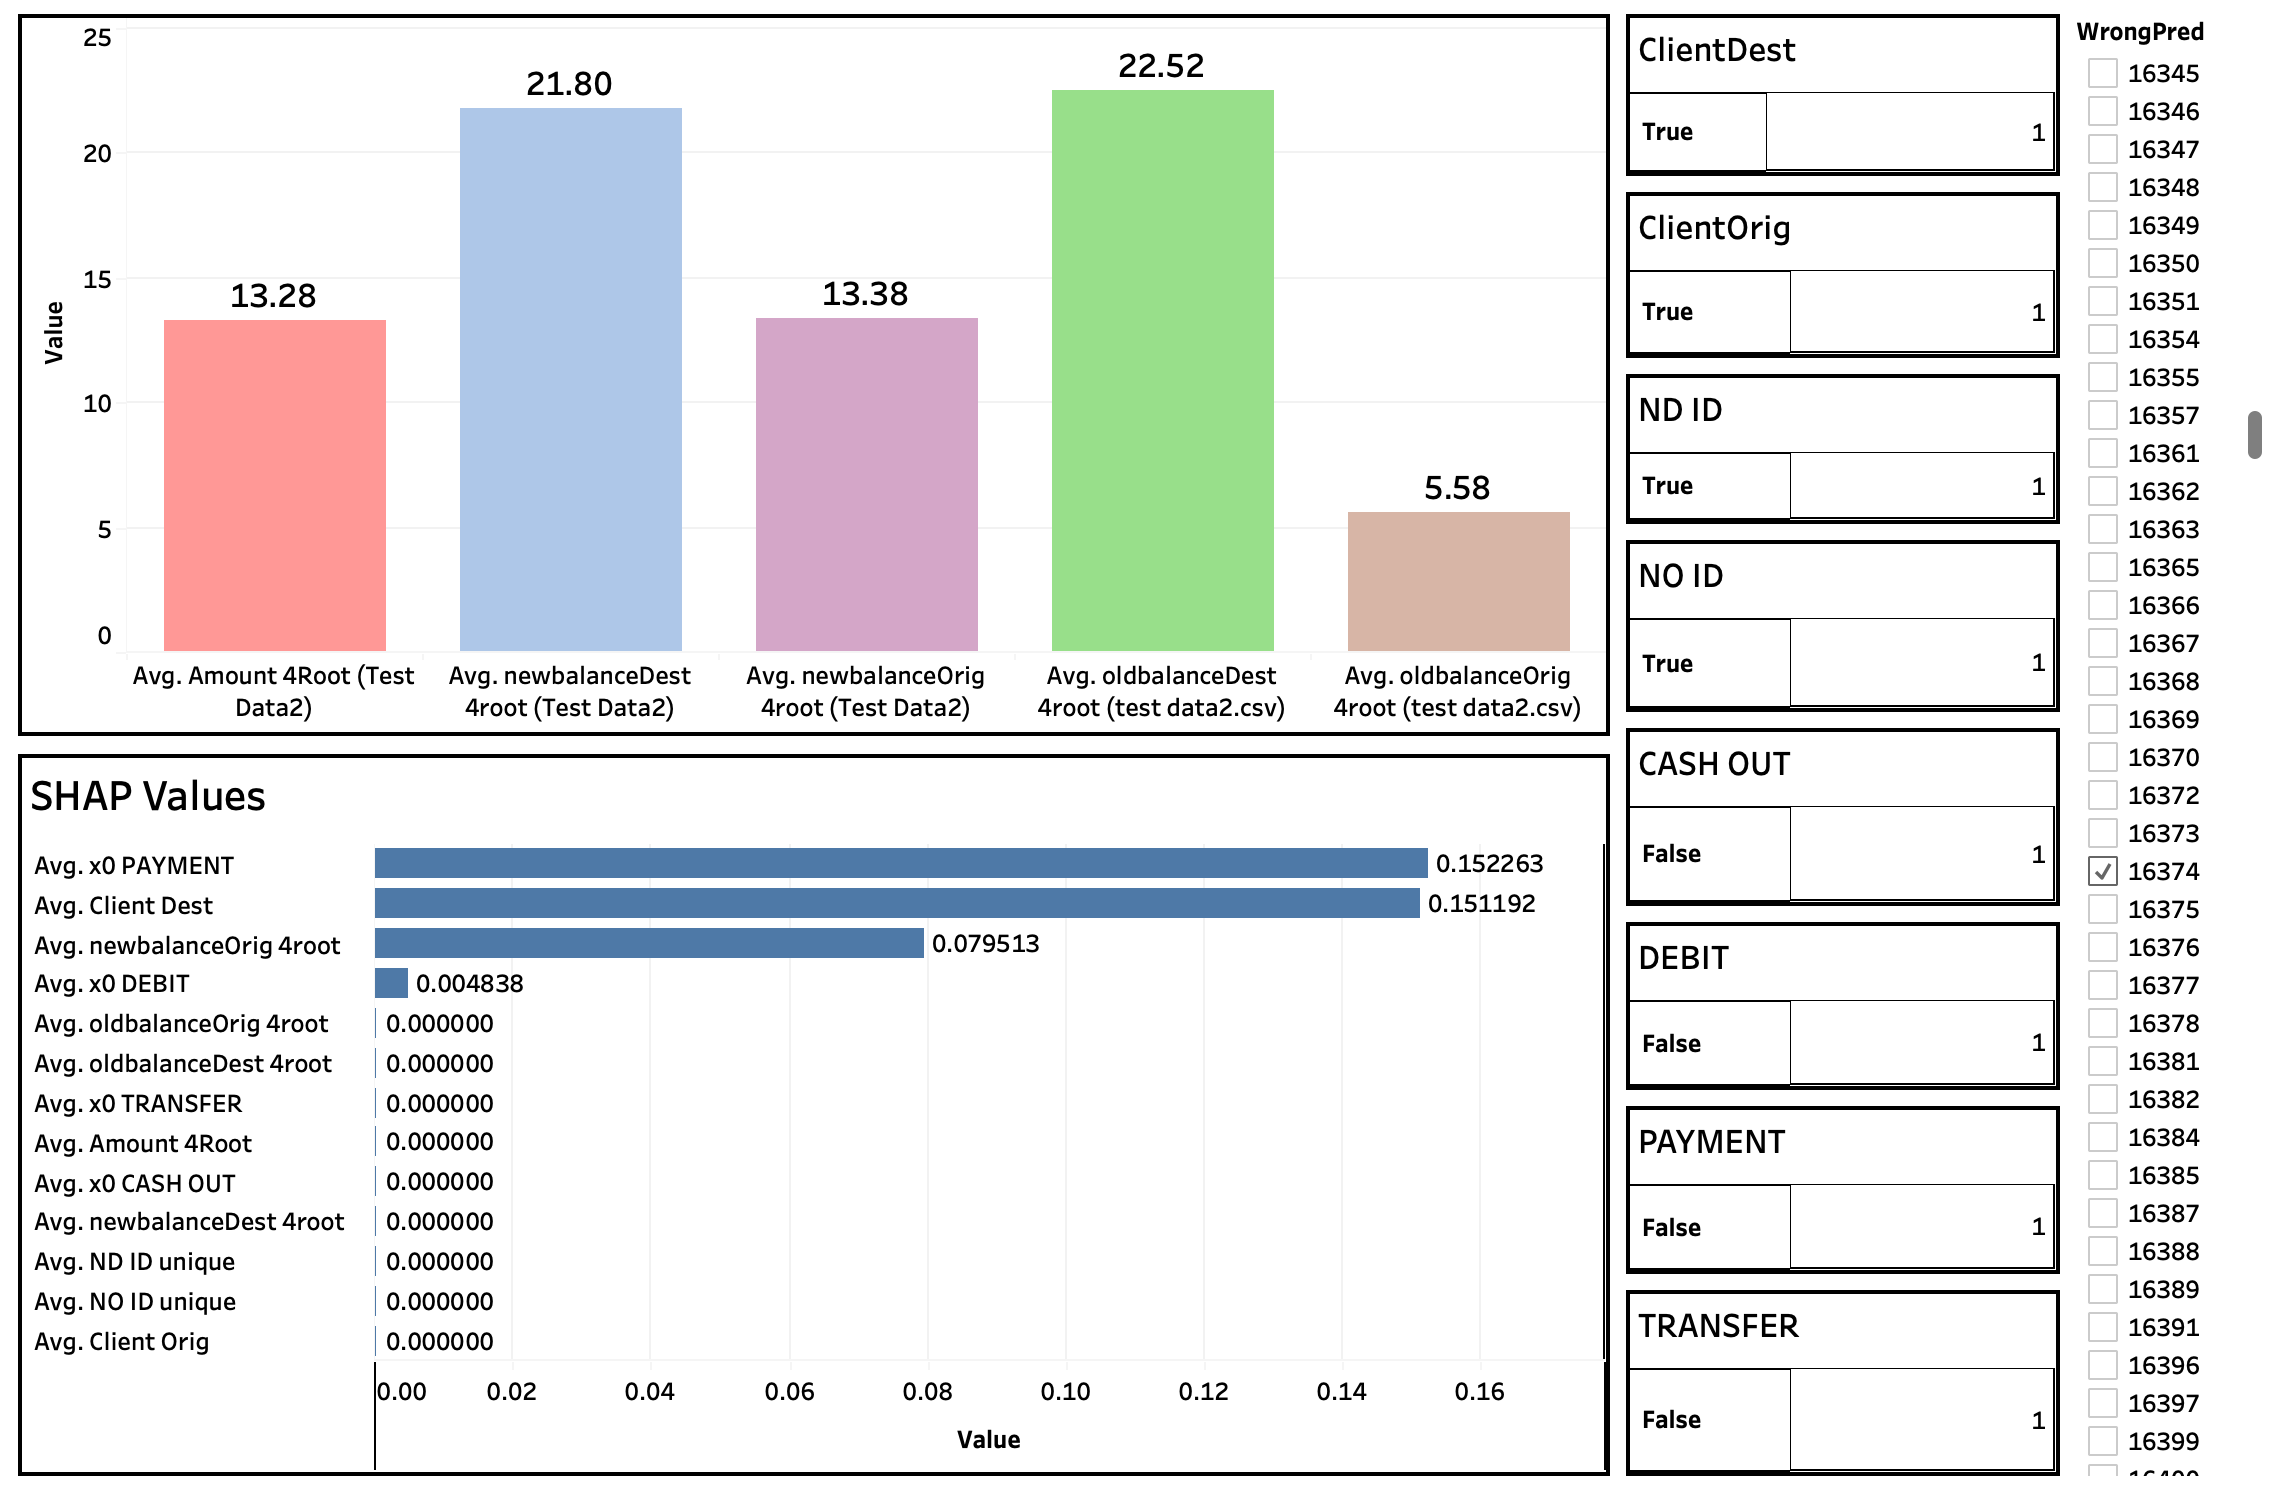 25
20
15
10
5
0
Value
13.28
21.80
13.38
22.52
5.58
Avg. Amount 4Root (Test
Data2)
Avg. newbalanceDest
4root (Test Data2)
Avg. newbalanceOrig
4root (Test Data2)
Avg. oldbalanceDest
4root (test data2.csv)
Avg. oldbalanceOrig
4root (test data2.csv)
SHAP Values
Avg. x0 PAYMENT 0.152263
Avg. Client Dest 0.151192
Avg. newbalanceOrig 4root 0.079513
Avg. x0 DEBIT 0.004838
Avg. oldbalanceOrig 4root 0.000000
Avg. oldbalanceDest 4root 0.000000
Avg. x0 TRANSFER 0.000000
Avg. Amount 4Root 0.000000
Avg. x0 CASH OUT 0.000000
Avg. newbalanceDest 4root 0.000000
Avg. ND ID unique 0.000000
Avg. NO ID unique 0.000000
Avg. Client Orig 0.000000
0.00 0.02 0.04 0.06 0.08 0.10 0.12 0.14 0.16
Value
ClientDest
True 1
ClientOrig
True 1
ND ID
True 1
NO ID
True 1
CASH OUT
False 1
DEBIT
False 1
PAYMENT
False 1
TRANSFER
False 1
WrongPred
16345
16346
16347
16348
16349
16350
16351
16354
16355
16357
16361
16362
16363
16365
16366
16367
16368
16369
16370
16372
16373
16374
16375
16376
16377
16378
16381
16382
16384
16385
16387
16388
16389
16391
16396
16397
16399